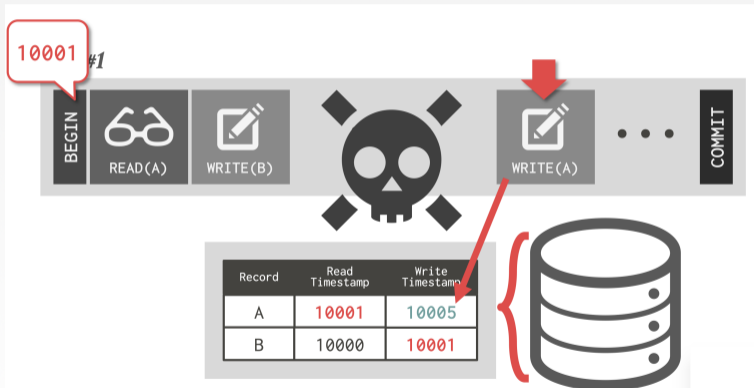 10001
#1
BEGIN
READ(A)
WRITE(B)
WRITE(A)
• • •
COMMIT
Record Read Timestamp Write Timestamp
A 10001 10005
B 10000 10001